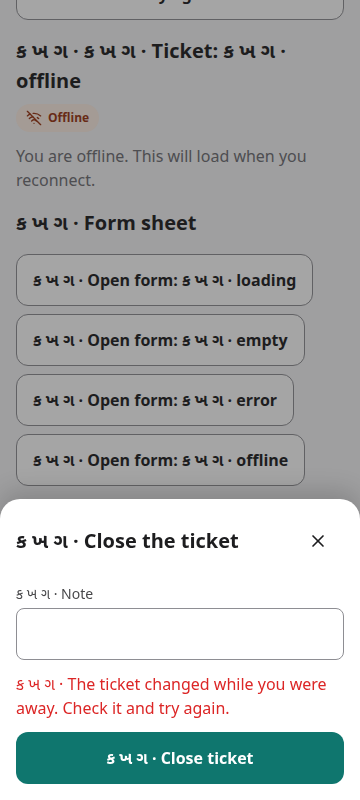 ક ખ ગ · ક ખ ગ · Ticket: ક ખ ગ ·
offline
Offline
You are offline. This will load when you
reconnect.
ક ખ ગ · Form sheet
ક ખ ગ · Open form: ક ખ ગ · loading
ક ખ ગ · Open form: ક ખ ગ · empty
ક ખ ગ · Open form: ક ખ ગ · error
ક ખ ગ · Open form: ક ખ ગ · offline
ક ખ ગ · Close the ticket
ક ખ ગ · Note
ક ખ ગ · The ticket changed while you were
away. Check it and try again.
ક ખ ગ · Close ticket